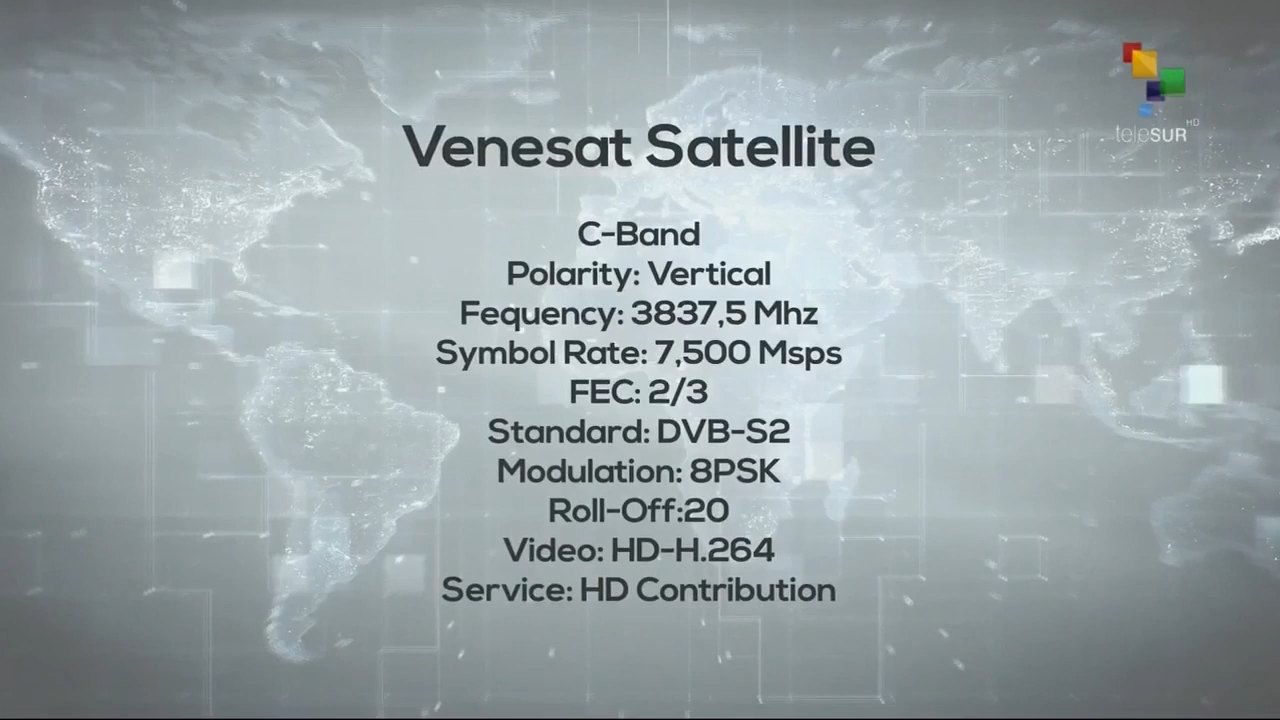 Venesat Satellite
C-Band
Polarity: Vertical
Fequency: 3837,5 Mhz
Symbol Rate: 7,500 Msps
FEC: 2/3
Standard: DVB-S2
Modulation: 8PSK
Roll-Off:20
Video: HD-H.264
Service: HD Contribution
teleSUR HD